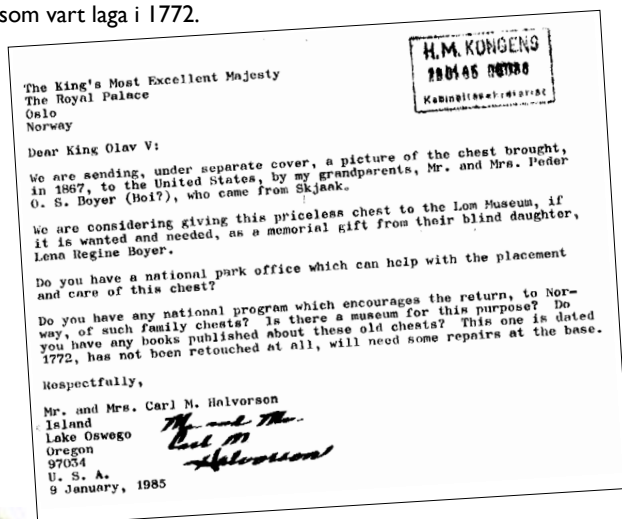 som vart laga i 1772.
H.M. KONGENS
The King's Most Excellent Majesty
The Royal Palace
Oslo
Norway
Dear King Olav V:
We are sending, under separate cover, a picture of the chest brought,
in 1867, to the United States, by my grandparents, Mr. and Mrs. Peder
O. S. Boyer (Boi?), who came from Skjaak.
We are considering giving this priceless chest to the Lom Museum, if
it is wanted and needed, as a memorial gift from their blind daughter,
Lena Regine Boyer.
Do you have a national park office which can help with the placement
and care of this chest?
Do you have any national program which encourages the return, to Nor-
way, of such family chests? Is there a museum for this purpose? Do
you have any books published about these old chests? This one is dated
1772, has not been retouched at all, will need some repairs at the base.
Respectfully,
Mr. and Mrs. Carl M. Halvorson
Island
Lake Oswego
Oregon
97034
U. S. A.
9 January, 1985
Mr. and Mrs.
Carl M
Halvorson